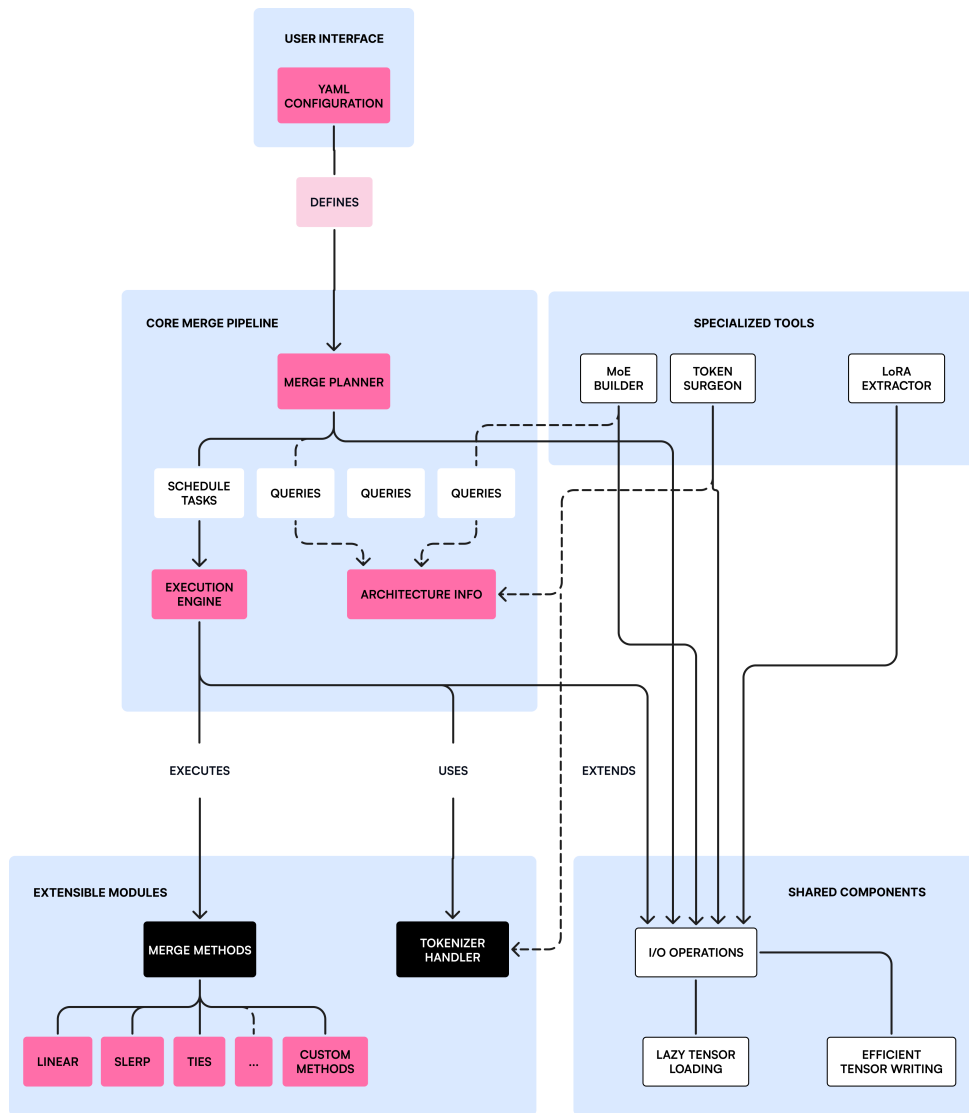 USER INTERFACE
YAML
CONFIGURATION
DEFINES
CORE MERGE PIPELINE
SPECIALIZED TOOLS
MERGE PLANNER
MoE
BUILDER
TOKEN
SURGEON
LoRA
EXTRACTOR
SCHEDULE
TASKS
QUERIES
QUERIES
QUERIES
EXECUTION
ENGINE
ARCHITECTURE INFO
EXECUTES
USES
EXTENDS
EXTENSIBLE MODULES
SHARED COMPONENTS
MERGE METHODS
TOKENIZER
HANDLER
I/O OPERATIONS
LINEAR
SLERP
TIES
...
CUSTOM
METHODS
LAZY TENSOR
LOADING
EFFICIENT
TENSOR WRITING